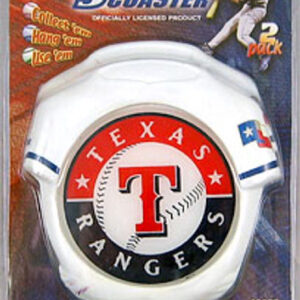 COASTER
OFFICIALLY LICENSED PRODUCT
Collect 'em
Hang 'em
Use 'em
2
pack
TEXAS
T
RANGERS